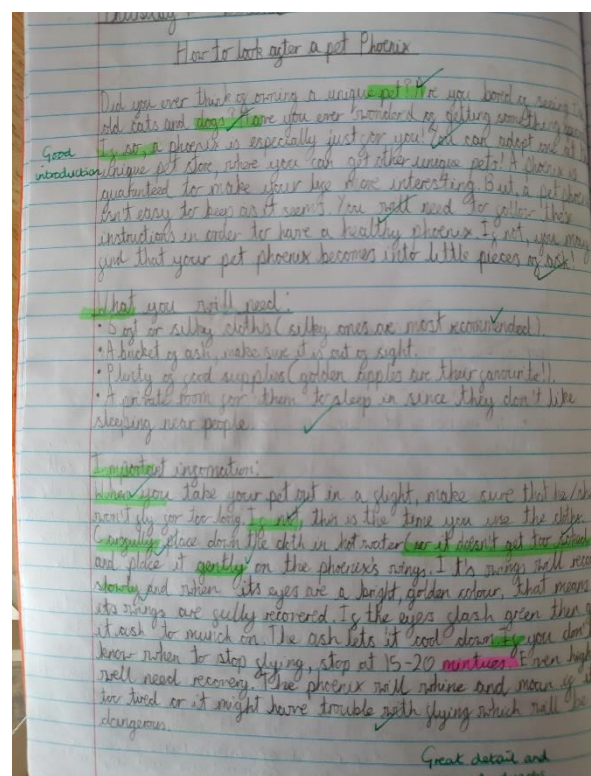 Thursday
How to look after a pet Phoenix
Did you ever think of owning a unique pet? Are you bored of seeing
old cats and dogs? Have you ever wonderd of getting something
If so, a phoenix is especially just for you! You can adopt one at the
Good
introduction
unique pet store, where you can get other unique pets! A phoenix is
guaranteed to make your life more interesting. But a pet phoenix
isn't easy to keep as it seems. You will need to follow these
instructions in order to have a healthy phoenix. If not, you may
find that your pet phoenix becomes into little pieces of ash!
What you will need:
• Soft or silky cloths (silky ones are most recommended).
• A bucket of ash, make sure it is out of sight.
• Plenty of food supplies (golden apples are their favourite!).
• A private room for them to sleep in since they don't like
sleeping near people.
Important information:
When you take your pet out in a flight, make sure that he/she
won't fly for too long. If not, this is the time you use the cloths.
Carefully place down the cloth in hot water (
and place it gently on the phoenix's wings. It's wings will
slowly and when its eyes are a bright, golden colour, that means
its wings are fully recovered. If the eyes flash green then
it ash to munch on. The ash lets it cool down. If you don't
know when to stop flying, stop at 15-20 mintues. Even
will need recovery. The phoenix will whine and moan if it
too tired or it might have trouble with flying which will be
dangerous.
Great detail and